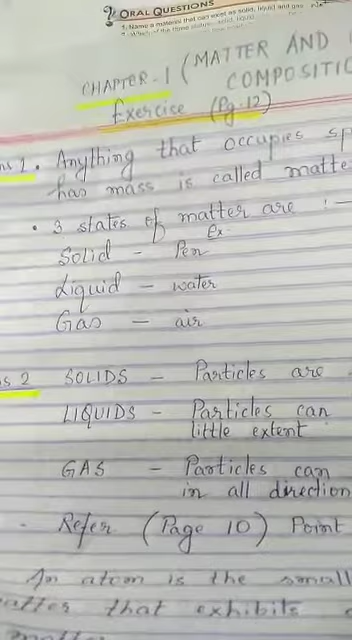 ORAL QUESTIONS
1. Name a material that can exist as solid, liquid and gas
CHAPTER-1 (MATTER AND
COMPOSITIO
Exercise (Pg.12)
ns 1. Anything that occupies sp
has mass is called matte
• 3 states of matter are :-
Ex.
Solid - Pen
Liquid - water
Gas - air
s 2 SOLIDS - Particles are
LIQUIDS - Particles can
little extent
GAS - Particles can
in all direction
- Refer (Page 10) Point
An atom is the small
atter that exhibits